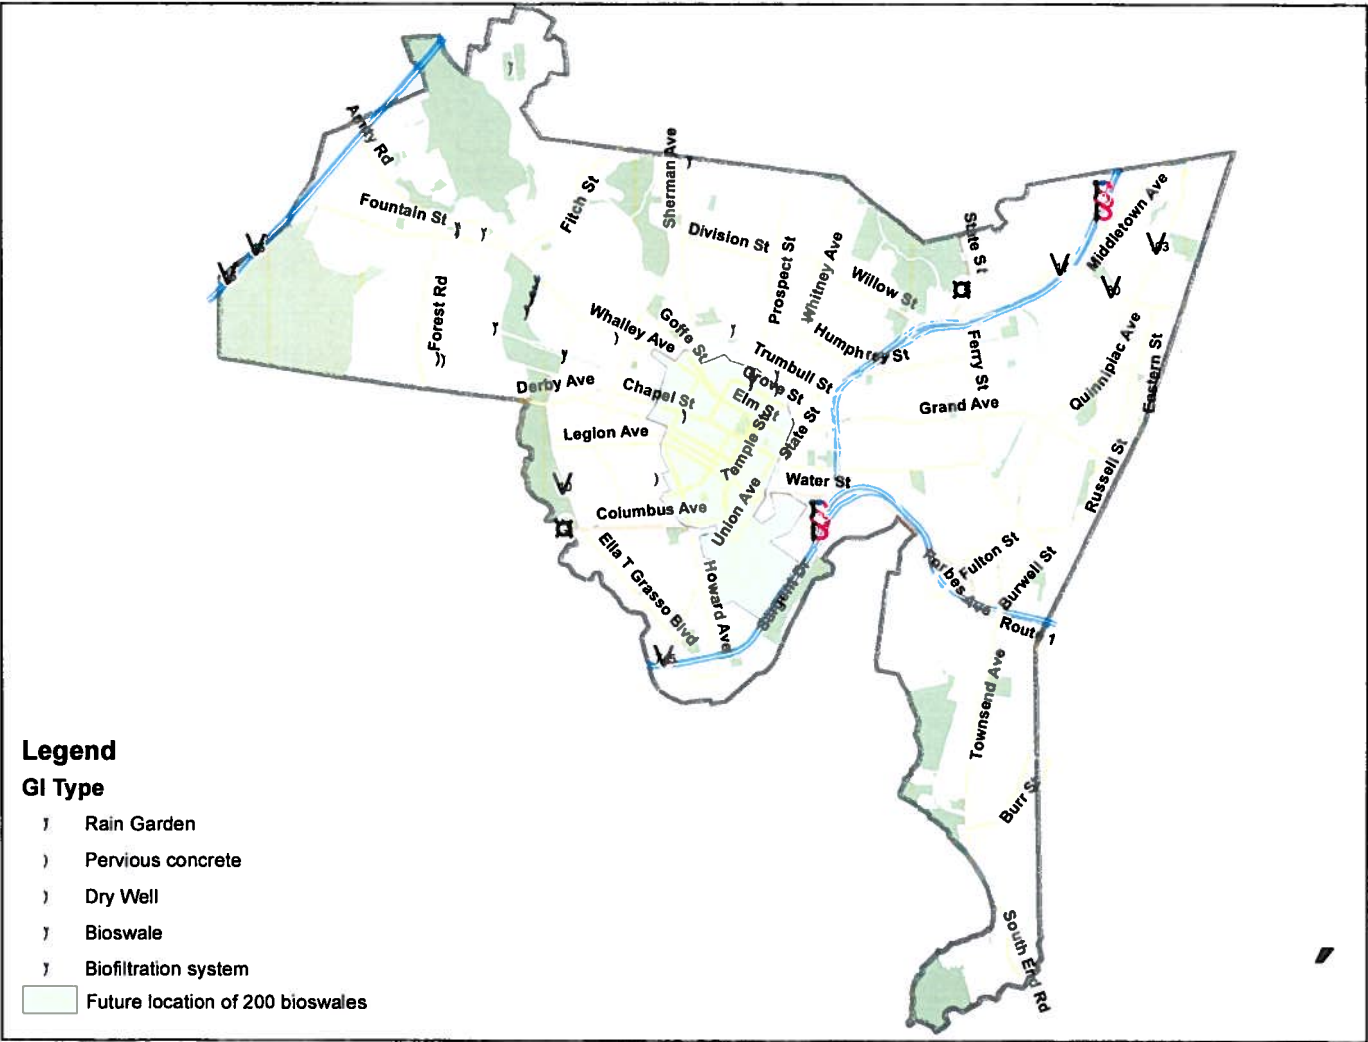 Amity Rd
Sherman Ave
Fountain St
Fitch St
Division St
Prospect St
Whitney Ave
Willow St
State St
Middletown Ave
Forest Rd
Whalley Ave
Goffe St
Humphrey St
Trumbull St
Ferry St
Quinnipiac Ave
Eastern St
Derby Ave
Chapel St
Grove St
Elm St
Grand Ave
Legion Ave
Temple St
State St
Russell St
Water St
Columbus Ave
Union Ave
Ella T Grasso Blvd
Howard Ave
Sargent Dr
Forbes Ave
Fulton St
Burwell St
Route 1
Townsend Ave
Burr St
South End Rd
Legend
GI Type
Rain Garden
Pervious concrete
Dry Well
Bioswale
Biofiltration system
Future location of 200 bioswales